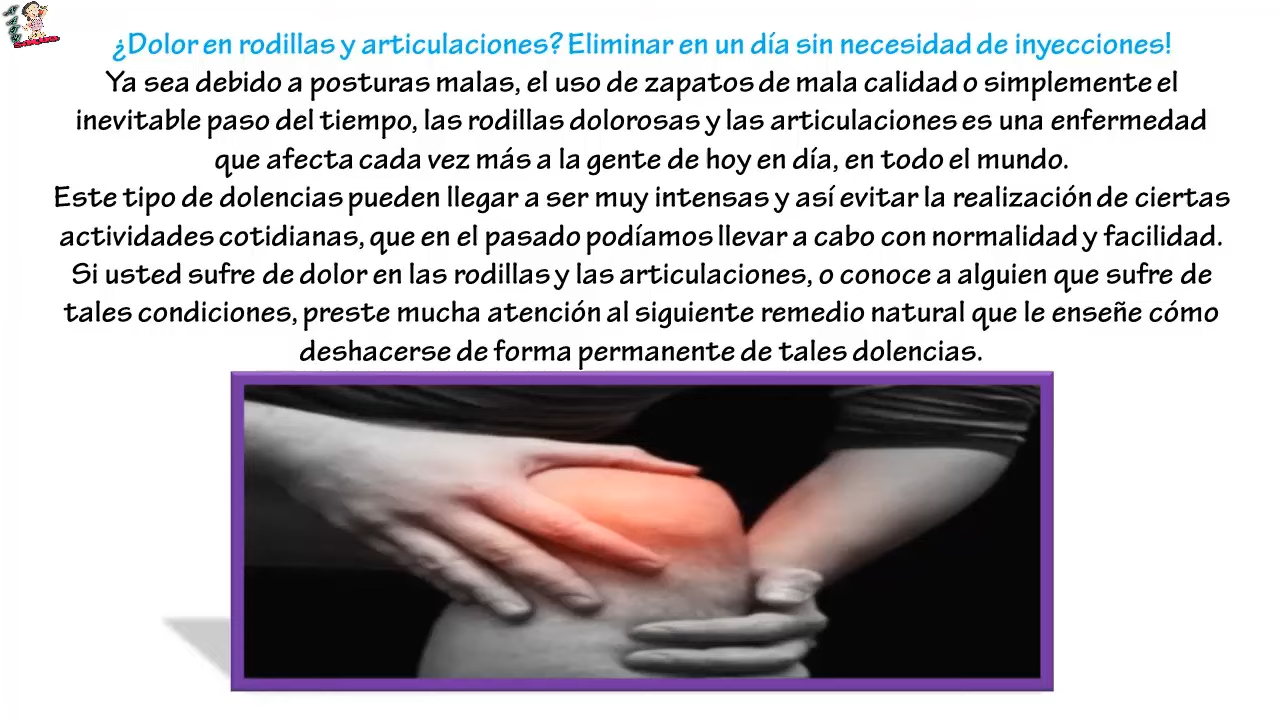 ¿Dolor en rodillas y articulaciones? Eliminar en un día sin necesidad de inyecciones!
Ya sea debido a posturas malas, el uso de zapatos de mala calidad o simplemente el
inevitable paso del tiempo, las rodillas dolorosas y las articulaciones es una enfermedad
que afecta cada vez más a la gente de hoy en día, en todo el mundo.
Este tipo de dolencias pueden llegar a ser muy intensas y así evitar la realización de ciertas
actividades cotidianas, que en el pasado podíamos llevar a cabo con normalidad y facilidad.
Si usted sufre de dolor en las rodillas y las articulaciones, o conoce a alguien que sufre de
tales condiciones, preste mucha atención al siguiente remedio natural que le enseñe cómo
deshacerse de forma permanente de tales dolencias.